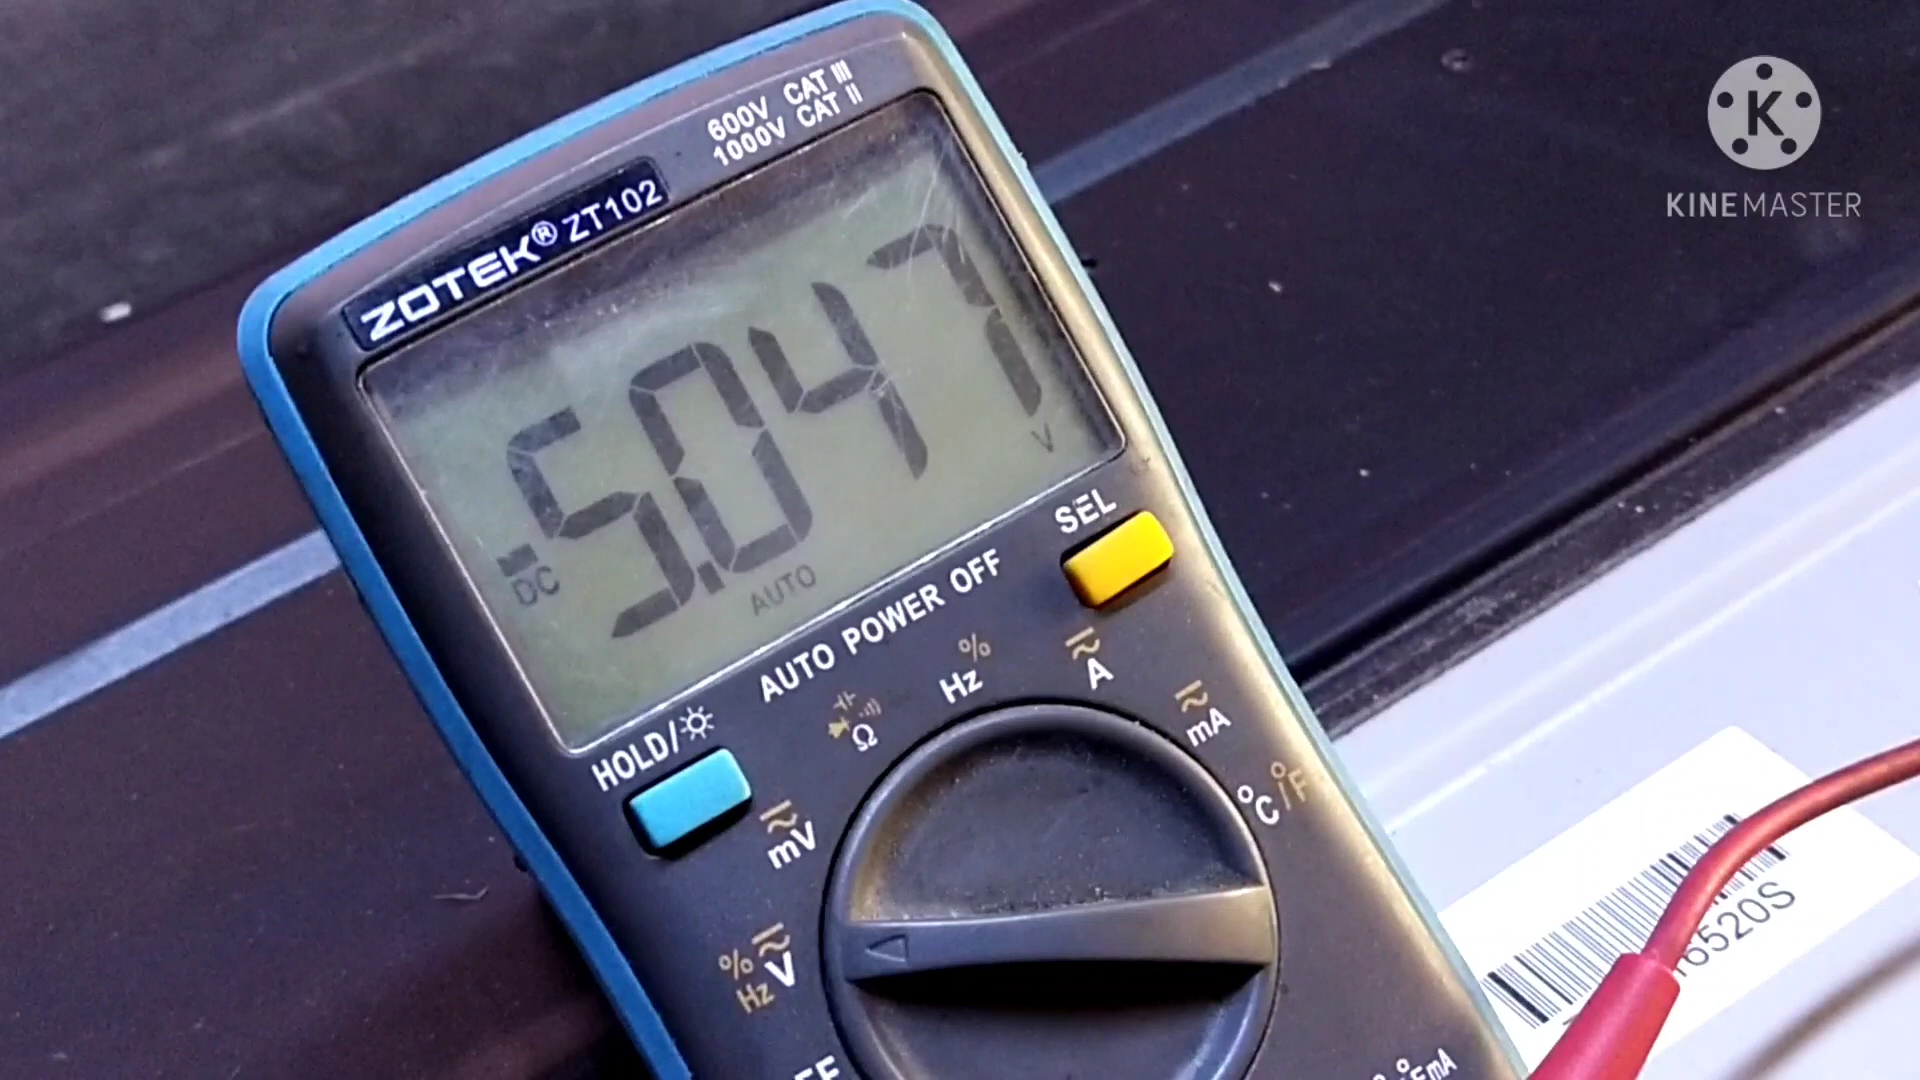 600V CAT III
1000V CAT II
ZOTEK® ZT102
5.047
DC
AUTO
V
SEL
AUTO POWER OFF
HOLD/
%
Hz
A
mA
Ω
mV
°C/°F
%
Hz V
16520S
KINEMASTER